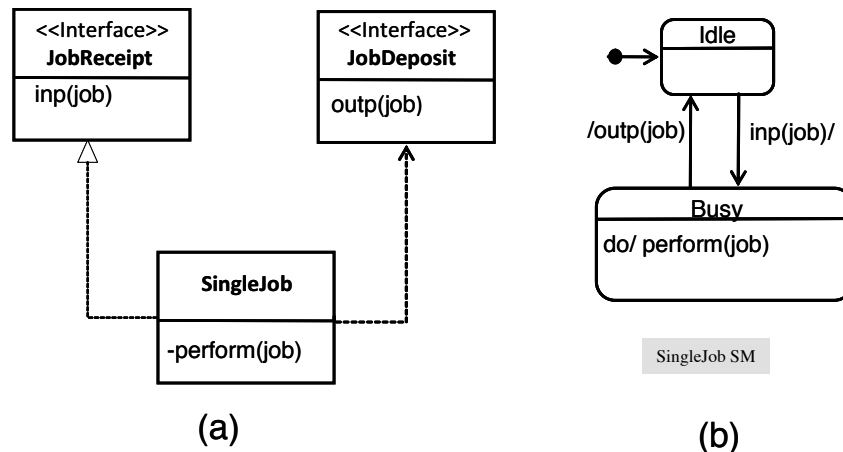 <<Interface>>
JobReceipt
inp(job)
<<Interface>>
JobDeposit
outp(job)
SingleJob
-perform(job)
(a)
Idle
/outp(job)
inp(job)/
Busy
do/ perform(job)
SingleJob SM
(b)